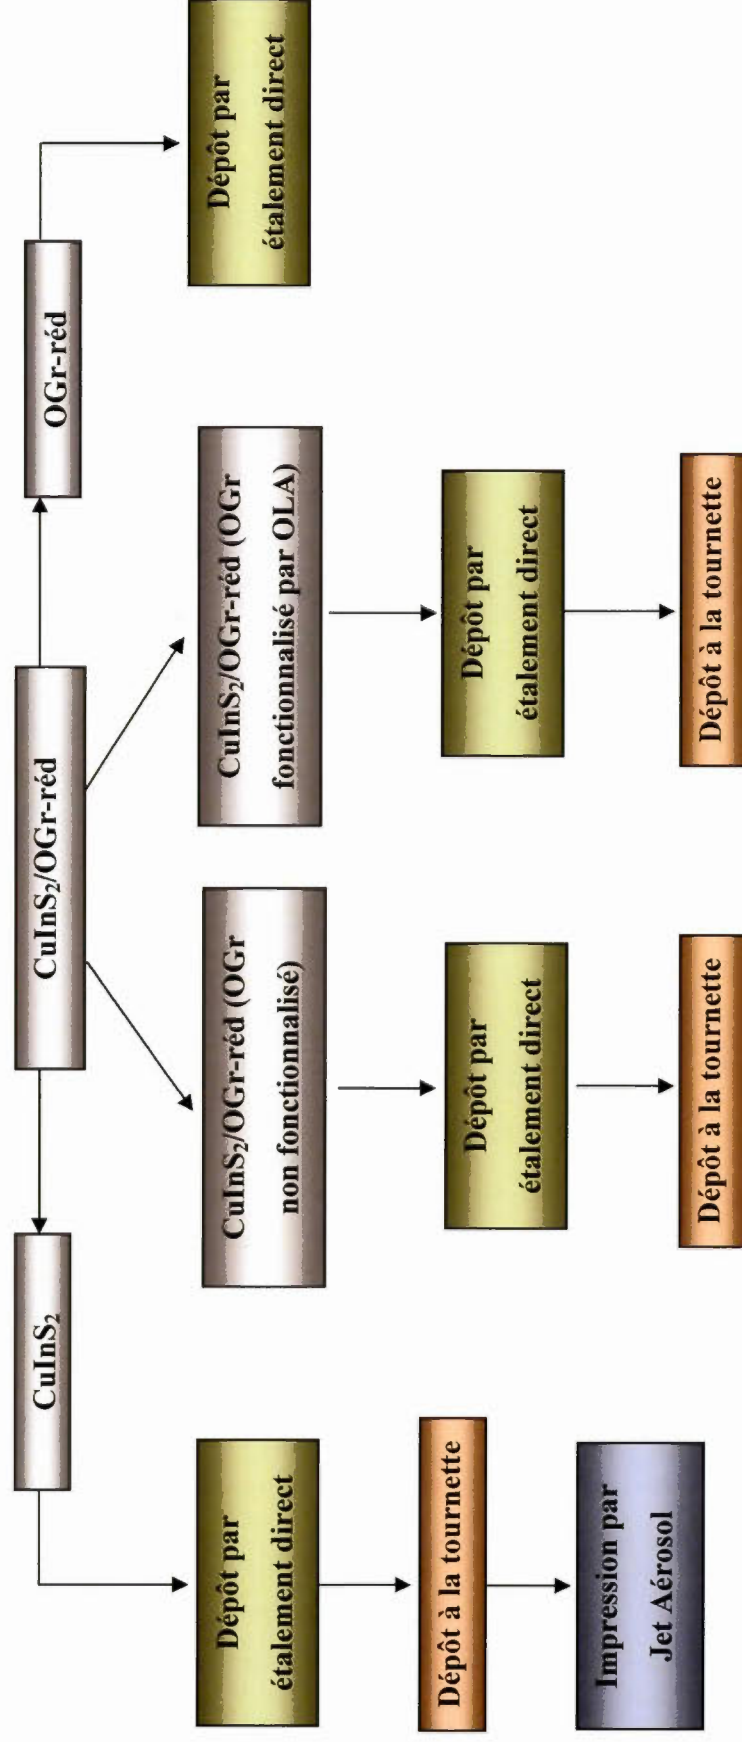 CuInS₂/OGr-réd
CuInS₂
OGr-réd
Dépôt par
étalement direct
Dépôt à la tournette
Impression par
Jet Aérosol
CuInS₂/OGr-réd (OGr
non fonctionnalisé)
Dépôt par
étalement direct
Dépôt à la tournette
CuInS₂/OGr-réd (OGr
fonctionnalisé par OLA)
Dépôt par
étalement direct
Dépôt à la tournette
Dépôt par
étalement direct